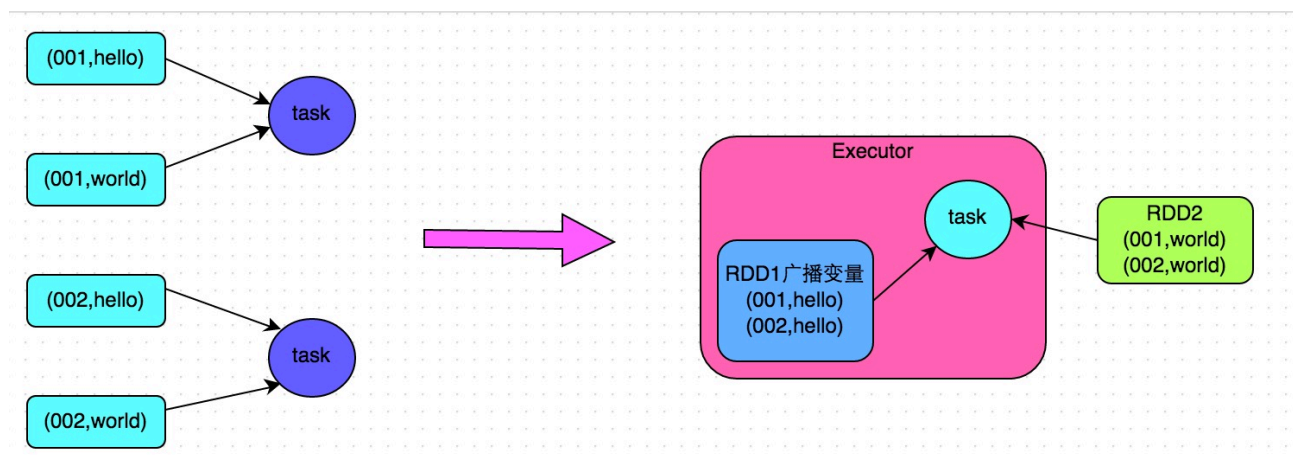 (001,hello)
task
(001,world)
(002,hello)
task
(002,world)
Executor
task
RDD1广播变量
(001,hello)
(002,hello)
RDD2
(001,world)
(002,world)